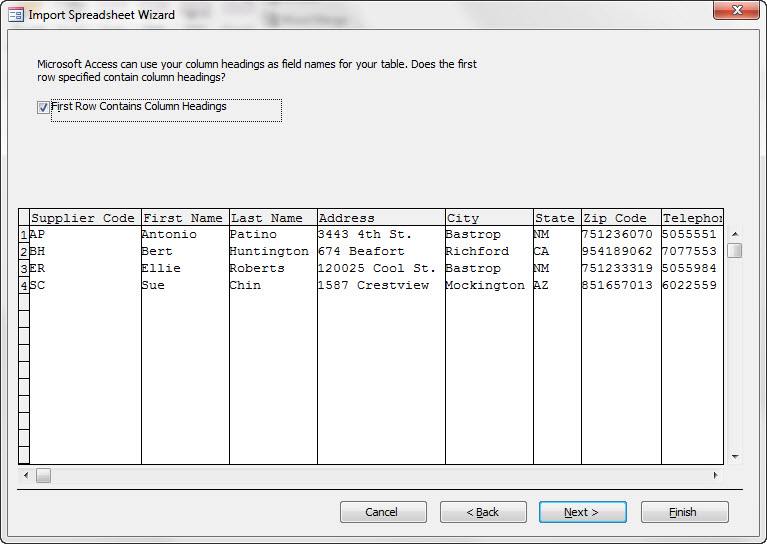 Import Spreadsheet Wizard
Microsoft Access can use your column headings as field names for your table. Does the first
row specified contain column headings?
First Row Contains Column Headings
Supplier Code First Name Last Name Address City State Zip Code Telephon
1 AP Antonio Patino 3443 4th St. Bastrop NM 751236070 5055551
2 BH Bert Huntington 674 Beafort Richford CA 954189062 7077553
3 ER Ellie Roberts 120025 Cool St. Bastrop NM 751233319 5055984
4 SC Sue Chin 1587 Crestview Mockington AZ 851657013 6022559
Cancel < Back Next > Finish